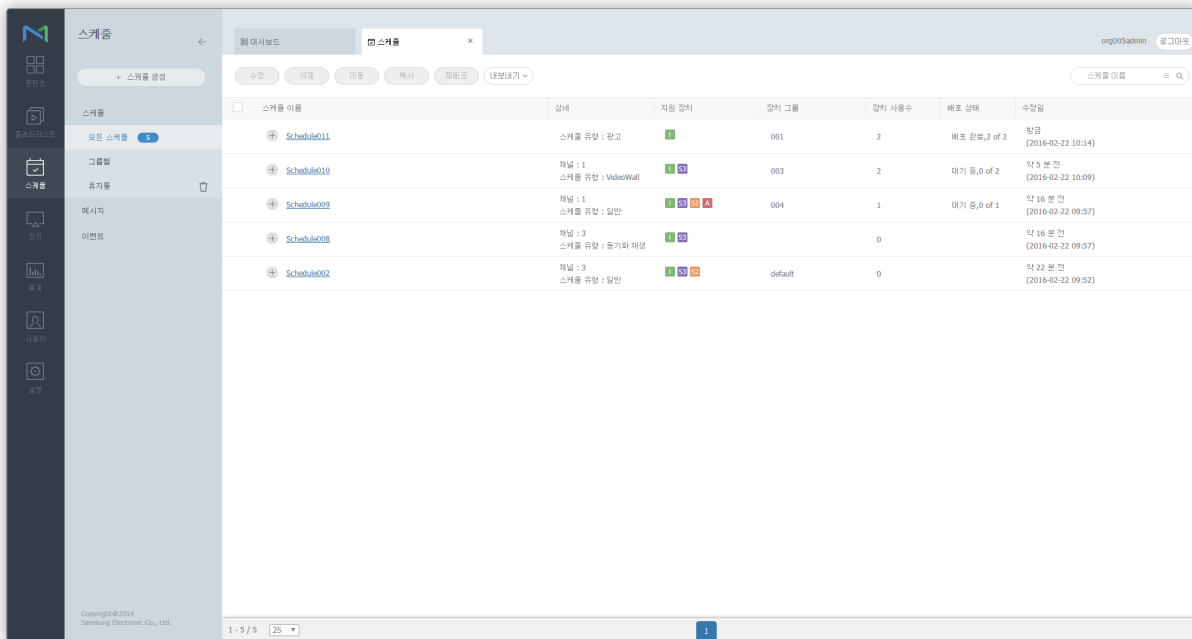 스케줄
←
대시보드
스케줄 ×
org005admin 로그아웃
콘텐츠
플레이리스트
스케줄
장치
통계
사용자
설정
+ 스케줄 생성
스케줄
모든 스케줄 5
그룹별
휴지통
메시지
이벤트
수정 삭제 이동 복사 재배포 내보내기
스케줄 이름
스케줄 이름 상세 지원 장치 장치 그룹 장치 사용수 배포 상태 수정일
Schedule011 스케줄 유형 : 광고 I 001 2 배포 완료,2 of 2 방금
(2016-02-22 10:14)
Schedule010 채널 : 1 I S3 003 2 대기 중,0 of 2 약 5 분 전
스케줄 유형 : VideoWall (2016-02-22 10:09)
Schedule009 채널 : 1 I S3 S2 A 004 1 대기 중,0 of 1 약 16 분 전
스케줄 유형 : 일반 (2016-02-22 09:57)
Schedule008 채널 : 3 I S3 0 약 16 분 전
스케줄 유형 : 동기화 재생 (2016-02-22 09:57)
Schedule002 채널 : 3 I S3 S2 default 0 약 22 분 전
스케줄 유형 : 일반 (2016-02-22 09:52)
Copyright@2014
Samsung Electronic Co., Ltd.
1 - 5 / 5 25 1